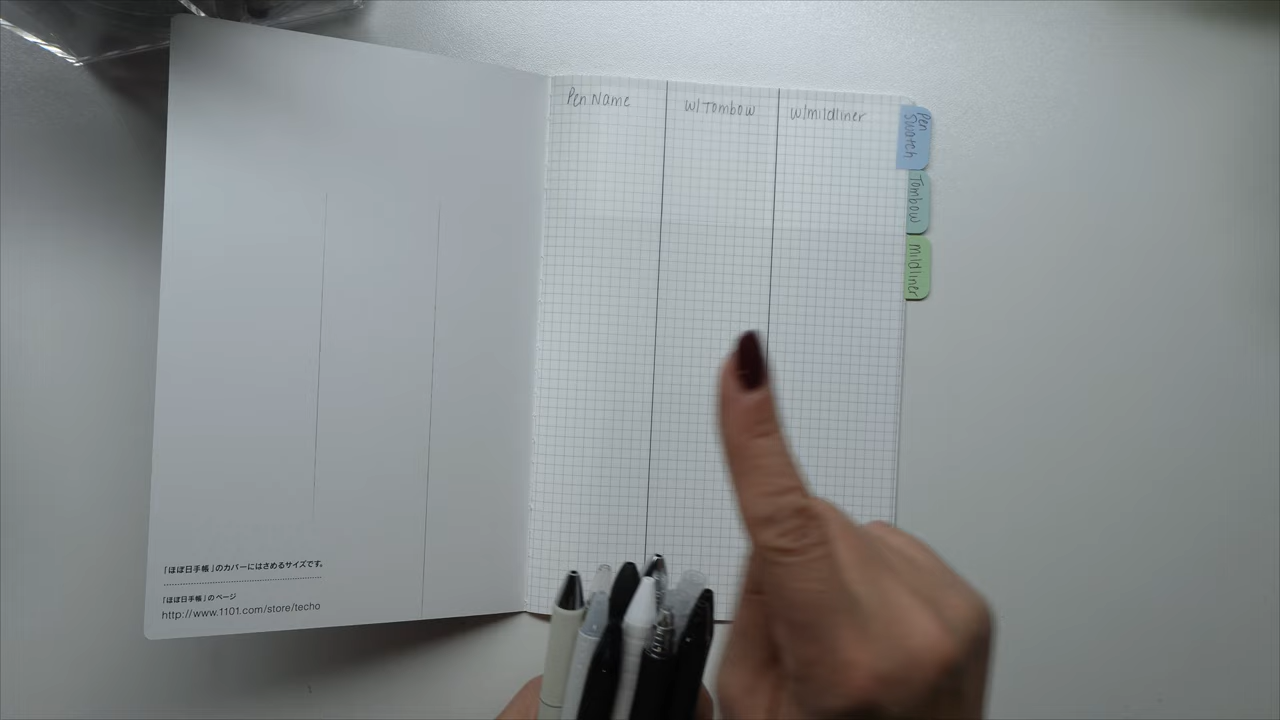 Pen Name
w/Tombow
w/mildliner
Pen
Swatch
Tombow
mildliner
「ほぼ日手帳」のカバーにはさめるサイズです。
「ほぼ日手帳」のページ
http://www.1101.com/store/techo